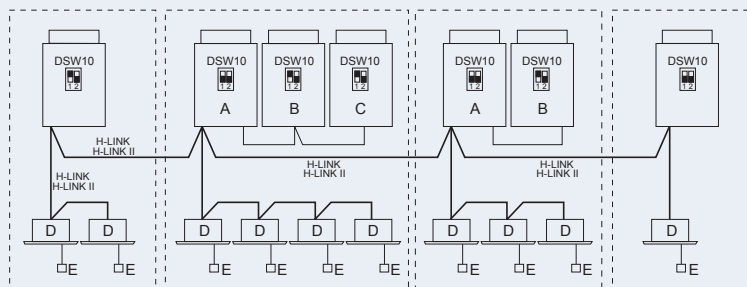 DSW10
1 2
DSW10
1 2
A
DSW10
1 2
B
DSW10
1 2
C
DSW10
1 2
A
DSW10
1 2
B
DSW10
1 2
H-LINK
H-LINK II
H-LINK
H-LINK II
H-LINK
H-LINK II
H-LINK
H-LINK II
D D D D D D D D D D
E E E E E E E E E E